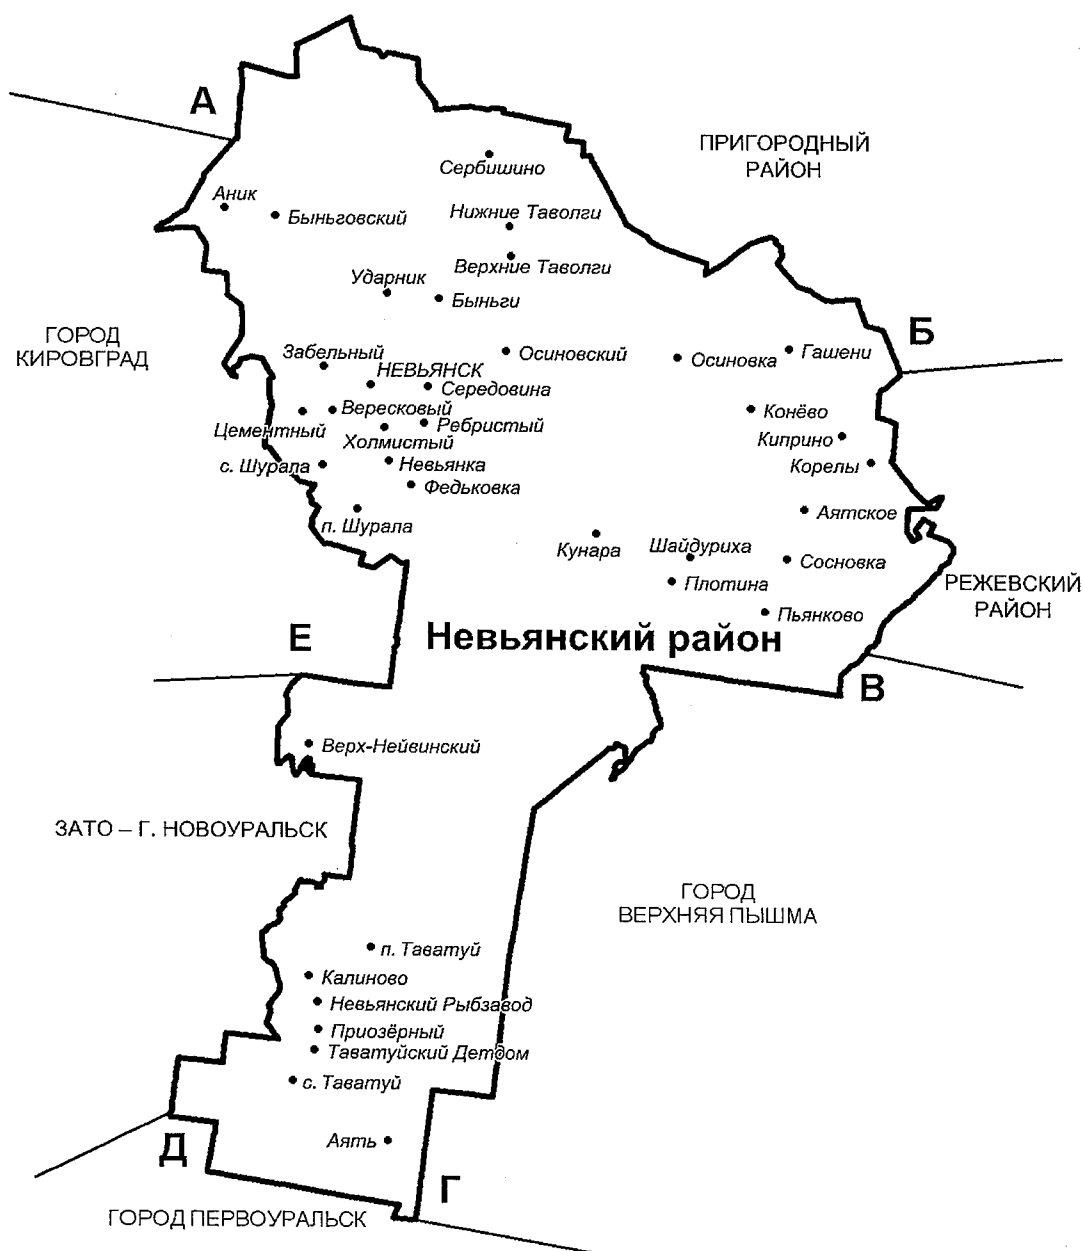 А
ПРИГОРОДНЫЙ
РАЙОН
Сербишино
Аник
Быньговский
Нижние Таволги
Верхние Таволги
Ударник
Быньги
ГОРОД
КИРОВГРАД
Б
Забельный
Осиновский
Осиновка
Гашени
НЕВЬЯНСК
Середовина
Вересковый
Конёво
Цементный
Ребристый
Холмистый
Киприно
с. Шурала
Невьянка
Корелы
Федьковка
п. Шурала
Аятское
Кунара
Шайдуриха
Сосновка
Плотина
РЕЖЕВСКИЙ
РАЙОН
Пьянково
Е
Невьянский район
В
Верх-Нейвинский
ЗАТО – Г. НОВОУРАЛЬСК
ГОРОД
ВЕРХНЯЯ ПЫШМА
п. Таватуй
Калиново
Невьянский Рыбзавод
Приозёрный
Таватуйский Детдом
с. Таватуй
Аять
Д
Г
ГОРОД ПЕРВОУРАЛЬСК